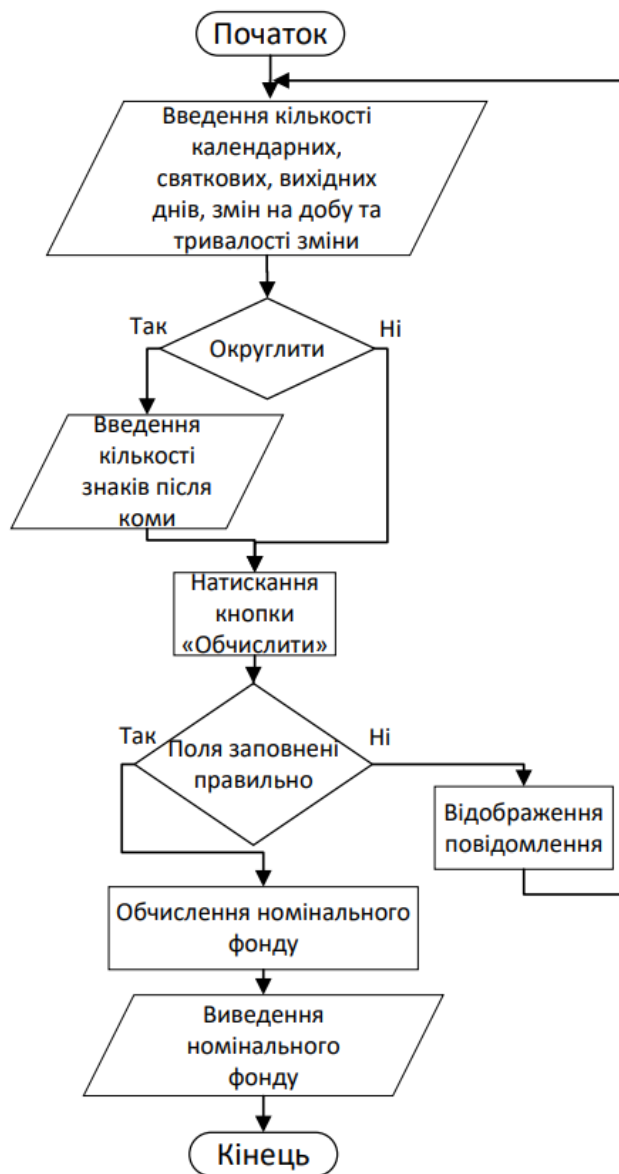 Початок
Введення кількості
календарних,
святкових, вихідних
днів, змін на добу та
тривалості зміни
Так
Ні
Округлити
Введення
кількості
знаків після
коми
Натискання
кнопки
«Обчислити»
Так
Ні
Поля заповнені
правильно
Відображення
повідомлення
Обчислення номінального
фонду
Виведення
номінального
фонду
Кінець